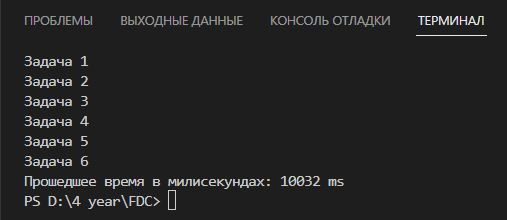 ПРОБЛЕМЫ ВЫХОДНЫЕ ДАННЫЕ КОНСОЛЬ ОТЛАДКИ ТЕРМИНАЛ
Задача 1
Задача 2
Задача 3
Задача 4
Задача 5
Задача 6
Прошедшее время в милисекундах: 10032 ms
PS D:\4 year\FDC>